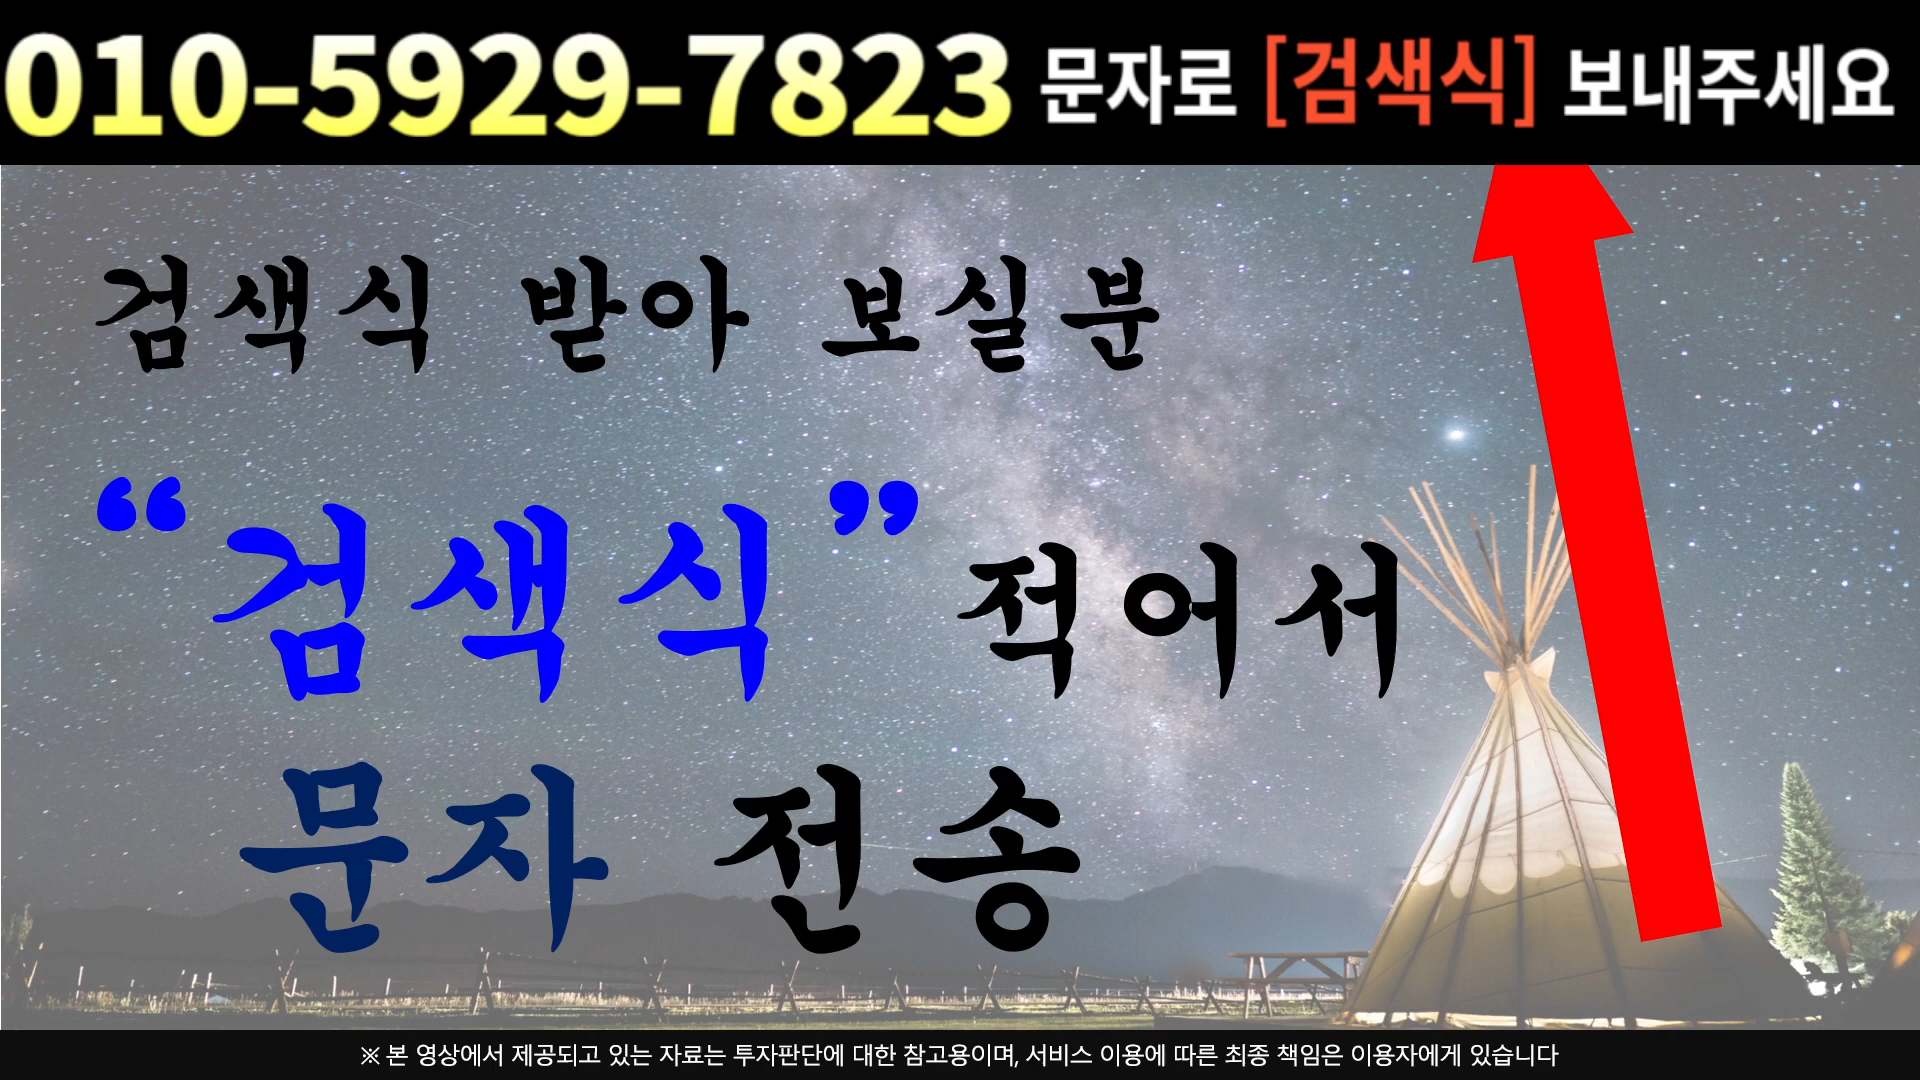 010-5929-7823 문자로 [검색식] 보내주세요
검색식 받아 보실분
“검색식” 적어서
문자 전송
※ 본 영상에서 제공되고 있는 자료는 투자판단에 대한 참고용이며, 서비스 이용에 따른 최종 책임은 이용자에게 있습니다